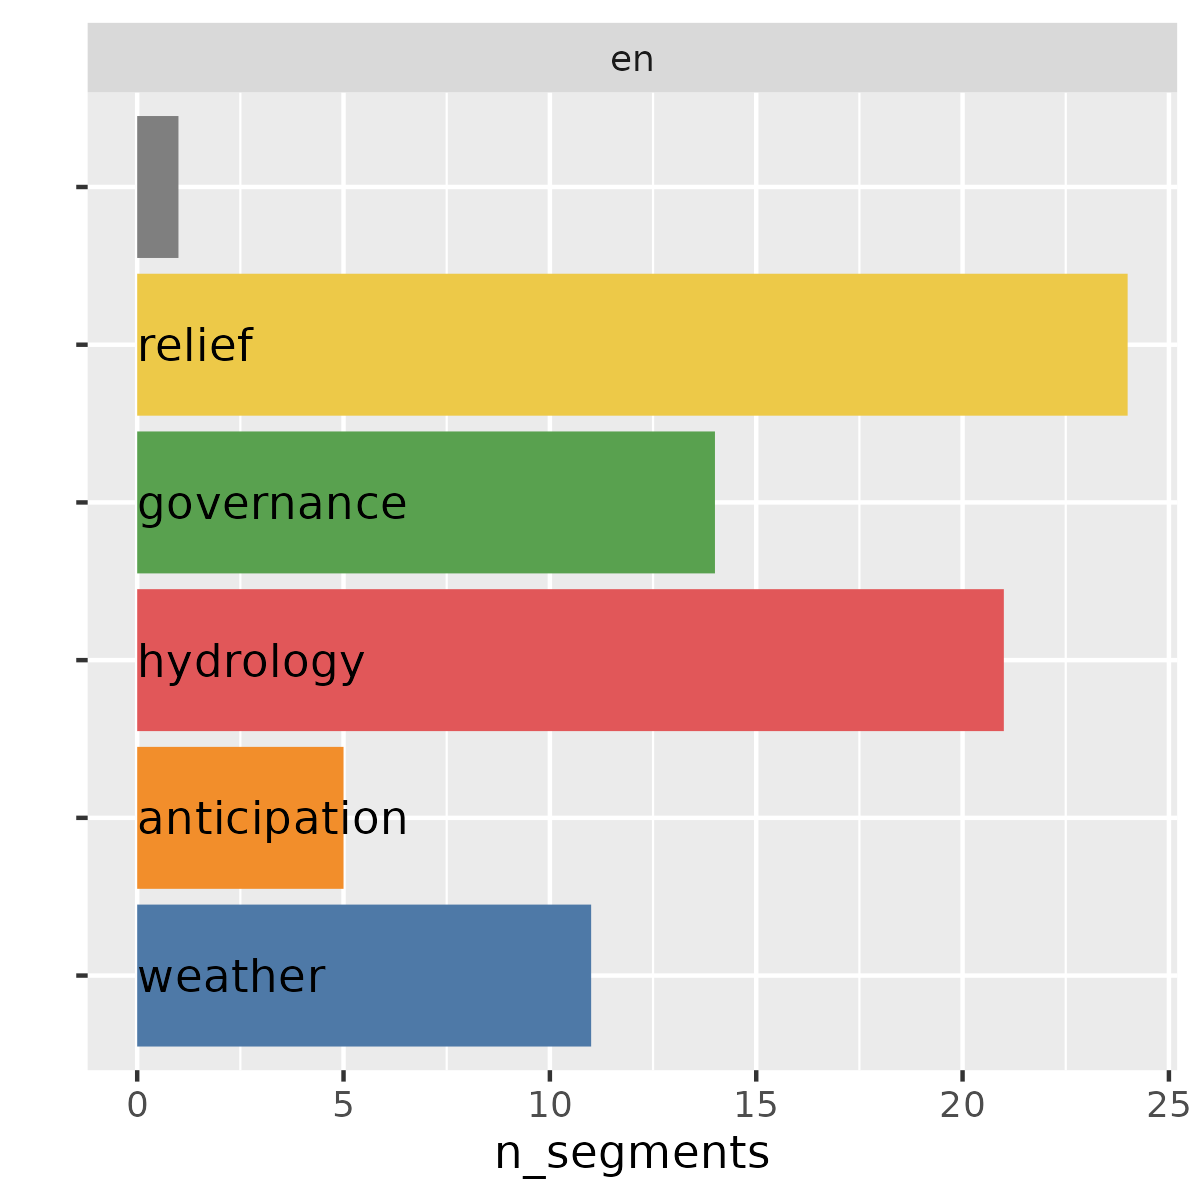 en
relief
governance
hydrology
anticipation
weather
0 5 10 15 20 25
n_segments